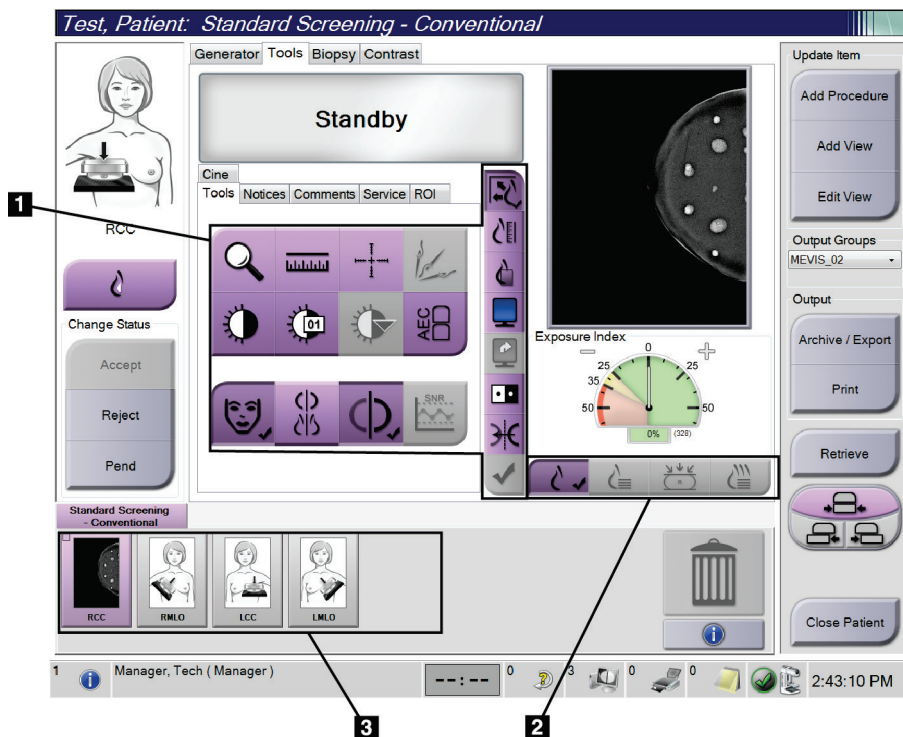 Test, Patient: Standard Screening - Conventional
Generator Tools Biopsy Contrast
Standby
Cine
Tools Notices Comments Service ROI
1
RCC
01
AEC
SNR
Change Status
Accept
Reject
Pend
Exposure Index
0
25 25
35
50 50
0% (328)
Update Item
Add Procedure
Add View
Edit View
Output Groups
MEVIS_02
Output
Archive / Export
Print
Retrieve
Close Patient
Standard Screening
- Conventional
RCC RMLO LCC LMLO
1 Manager, Tech ( Manager ) --:-- 0 3 0 0 2:43:10 PM
3 2